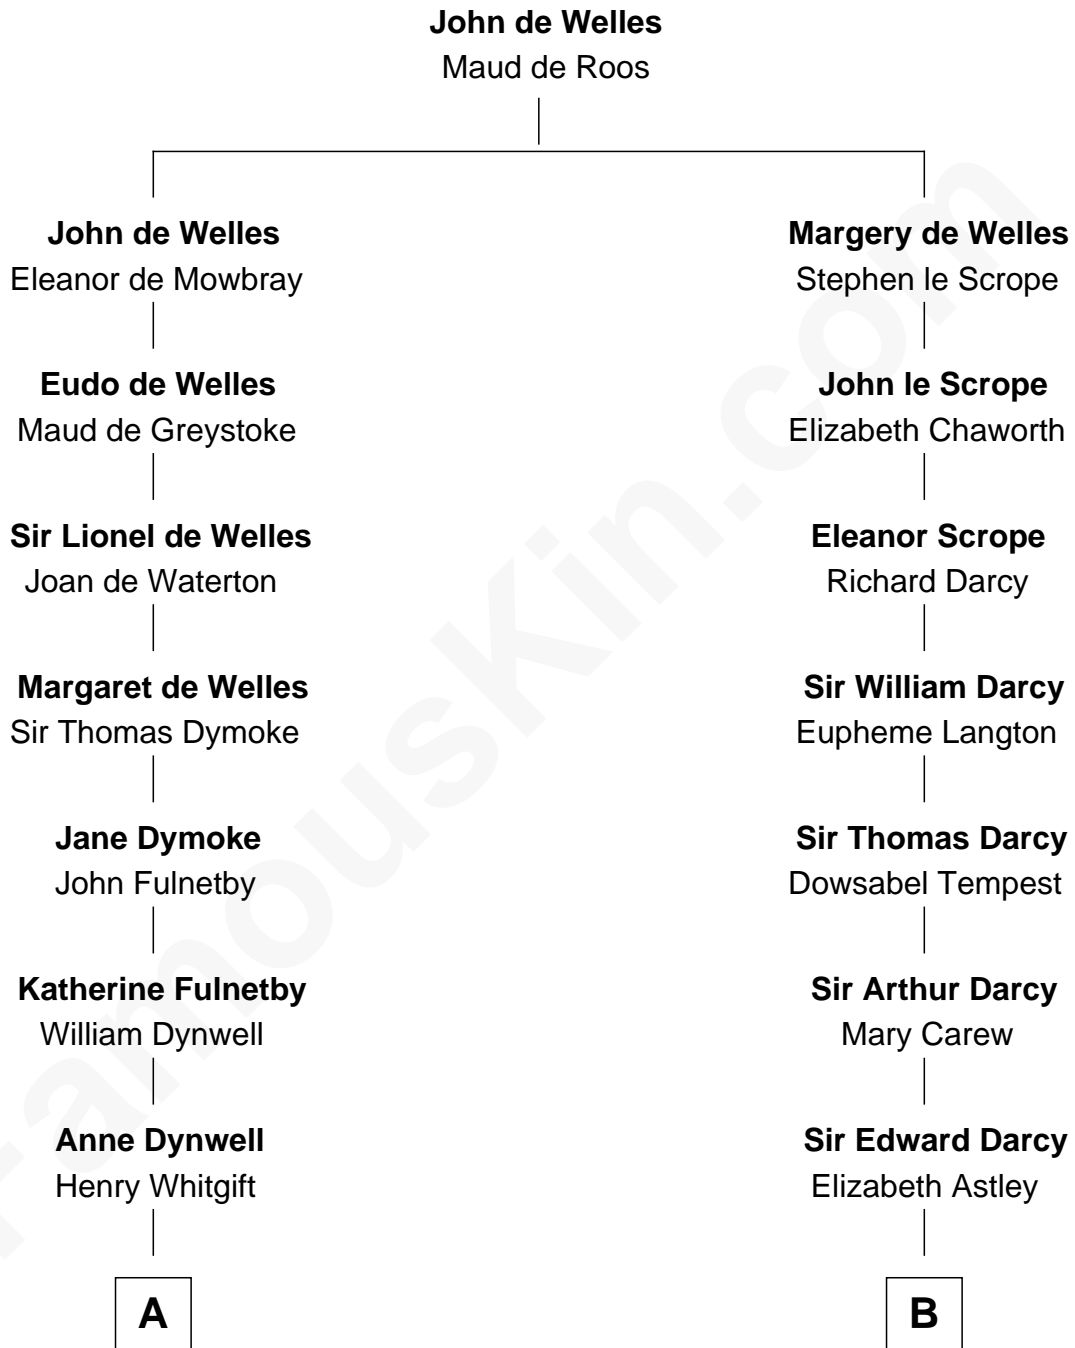 John de Welles
Maud de Roos
John de Welles
Eleanor de Mowbray
Margery de Welles
Stephen le Scrope
Eudo de Welles
Maud de Greystoke
John le Scrope
Elizabeth Chaworth
Sir Lionel de Welles
Joan de Waterton
Eleanor Scrope
Richard Darcy
Margaret de Welles
Sir Thomas Dymoke
Sir William Darcy
Eupheme Langton
Jane Dymoke
John Fulnetby
Sir Thomas Darcy
Dowsabel Tempest
Katherine Fulnetby
William Dynwell
Sir Arthur Darcy
Mary Carew
Anne Dynwell
Henry Whitgift
Sir Edward Darcy
Elizabeth Astley
A
B
FamousKin.com